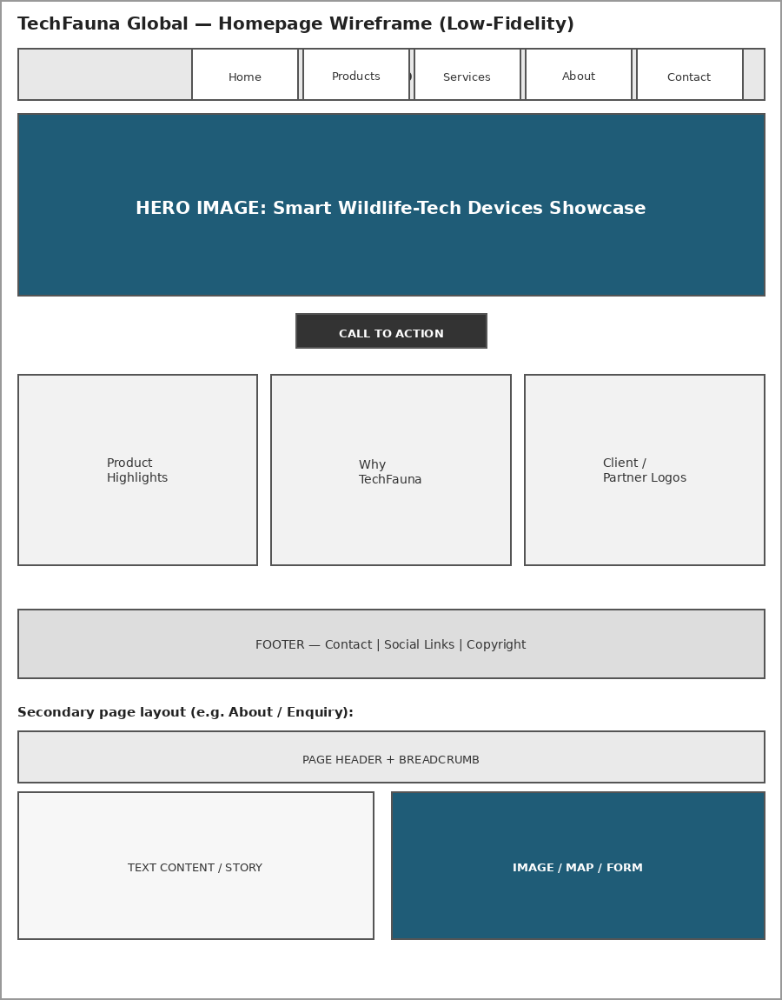 TechFauna Global — Homepage Wireframe (Low-Fidelity)
Home
Products
Services
About
Contact
HERO IMAGE: Smart Wildlife-Tech Devices Showcase
CALL TO ACTION
Product
Highlights
Why
TechFauna
Client /
Partner Logos
FOOTER — Contact | Social Links | Copyright
Secondary page layout (e.g. About / Enquiry):
PAGE HEADER + BREADCRUMB
TEXT CONTENT / STORY
IMAGE / MAP / FORM